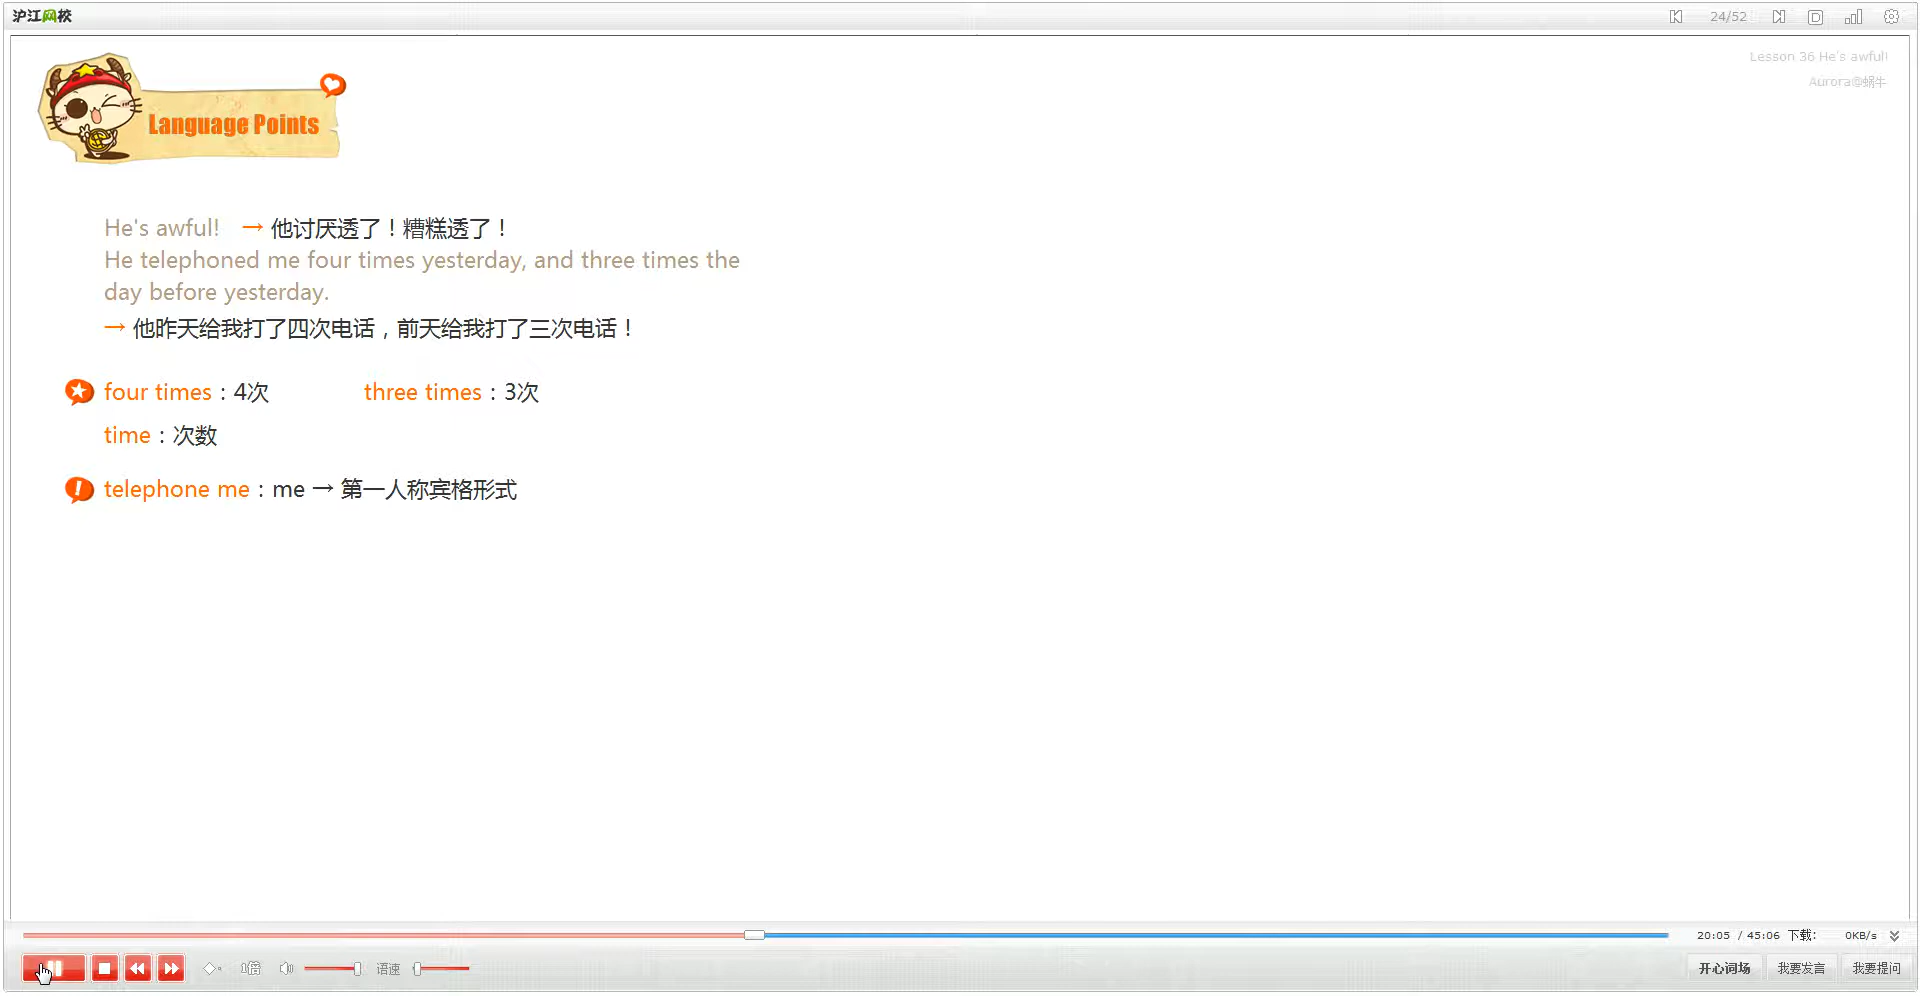 沪江网校
24/52
Lesson 36 He's awful!
Aurora@蜗牛
Language Points
He's awful! → 他讨厌透了！糟糕透了！
He telephoned me four times yesterday, and three times the
day before yesterday.
→ 他昨天给我打了四次电话，前天给我打了三次电话！
four times：4次 three times：3次
time：次数
telephone me：me → 第一人称宾格形式
20:05 / 45:06 下载： 0KB/s
1倍 语速 开心词场 我要发言 我要提问